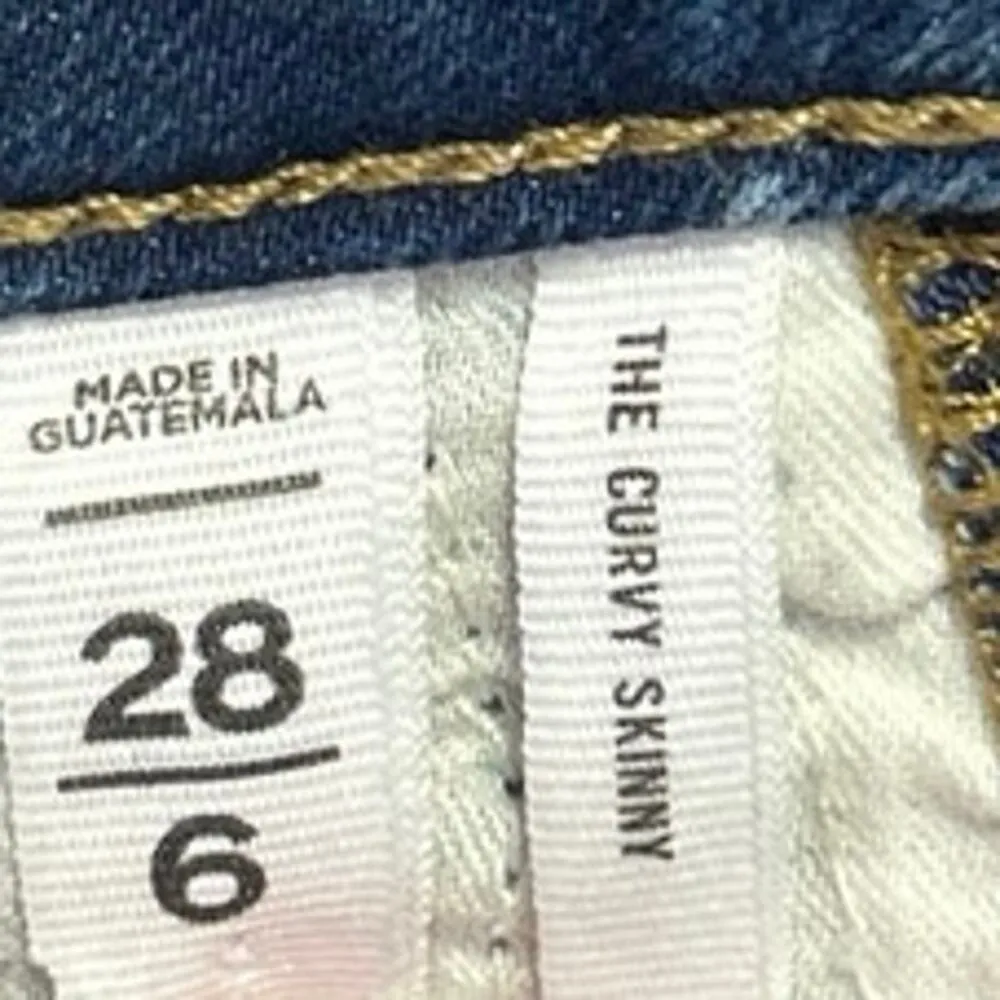 MADE IN
GUATEMALA
28
6
THE CURVY SKINNY